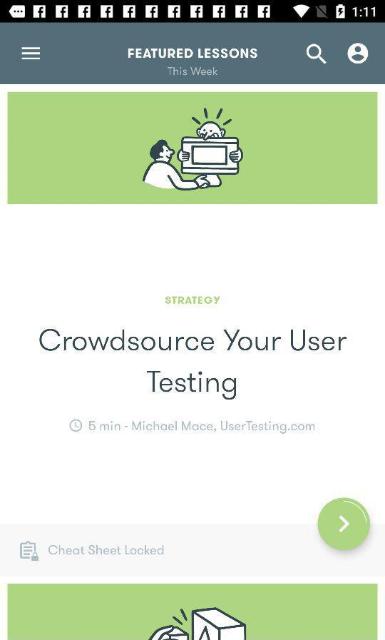 1:11
FEATURED LESSONS
This Week
STRATEGY
Crowdsource Your User
Testing
5 min - Michael Mace, UserTesting.com
Cheat Sheet Locked